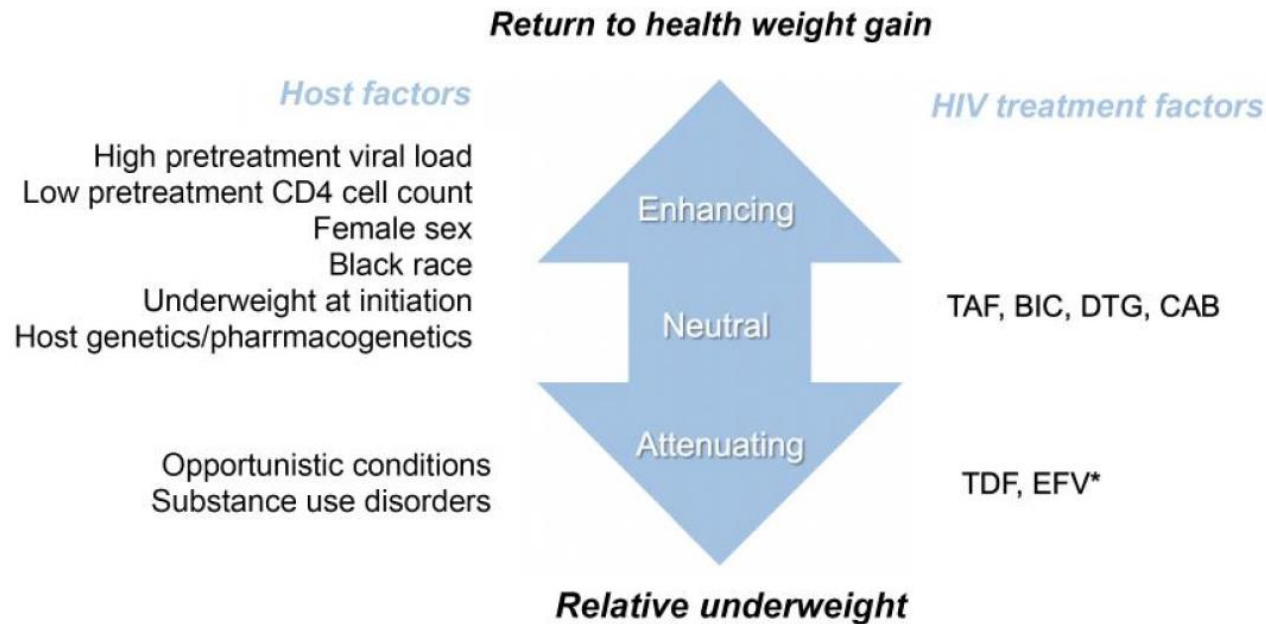 Return to health weight gain
Host factors
HIV treatment factors
High pretreatment viral load
Low pretreatment CD4 cell count
Female sex
Black race
Underweight at initiation
Host genetics/pharrmacogenetics
Enhancing
Neutral
TAF, BIC, DTG, CAB
Attenuating
Opportunistic conditions
Substance use disorders
TDF, EFV*
Relative underweight